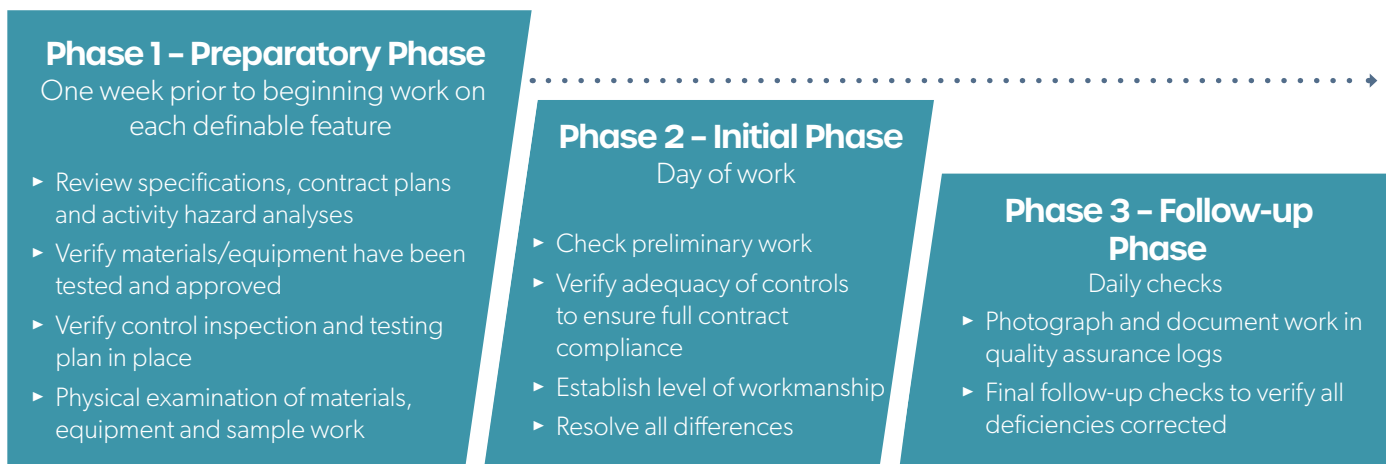 Phase 1 – Preparatory Phase
One week prior to beginning work on
each definable feature
▸ Review specifications, contract plans
and activity hazard analyses
▸ Verify materials/equipment have been
tested and approved
▸ Verify control inspection and testing
plan in place
▸ Physical examination of materials,
equipment and sample work
Phase 2 – Initial Phase
Day of work
▸ Check preliminary work
▸ Verify adequacy of controls
to ensure full contract
compliance
▸ Establish level of workmanship
▸ Resolve all differences
Phase 3 – Follow-up
Phase
Daily checks
▸ Photograph and document work in
quality assurance logs
▸ Final follow-up checks to verify all
deficiencies corrected